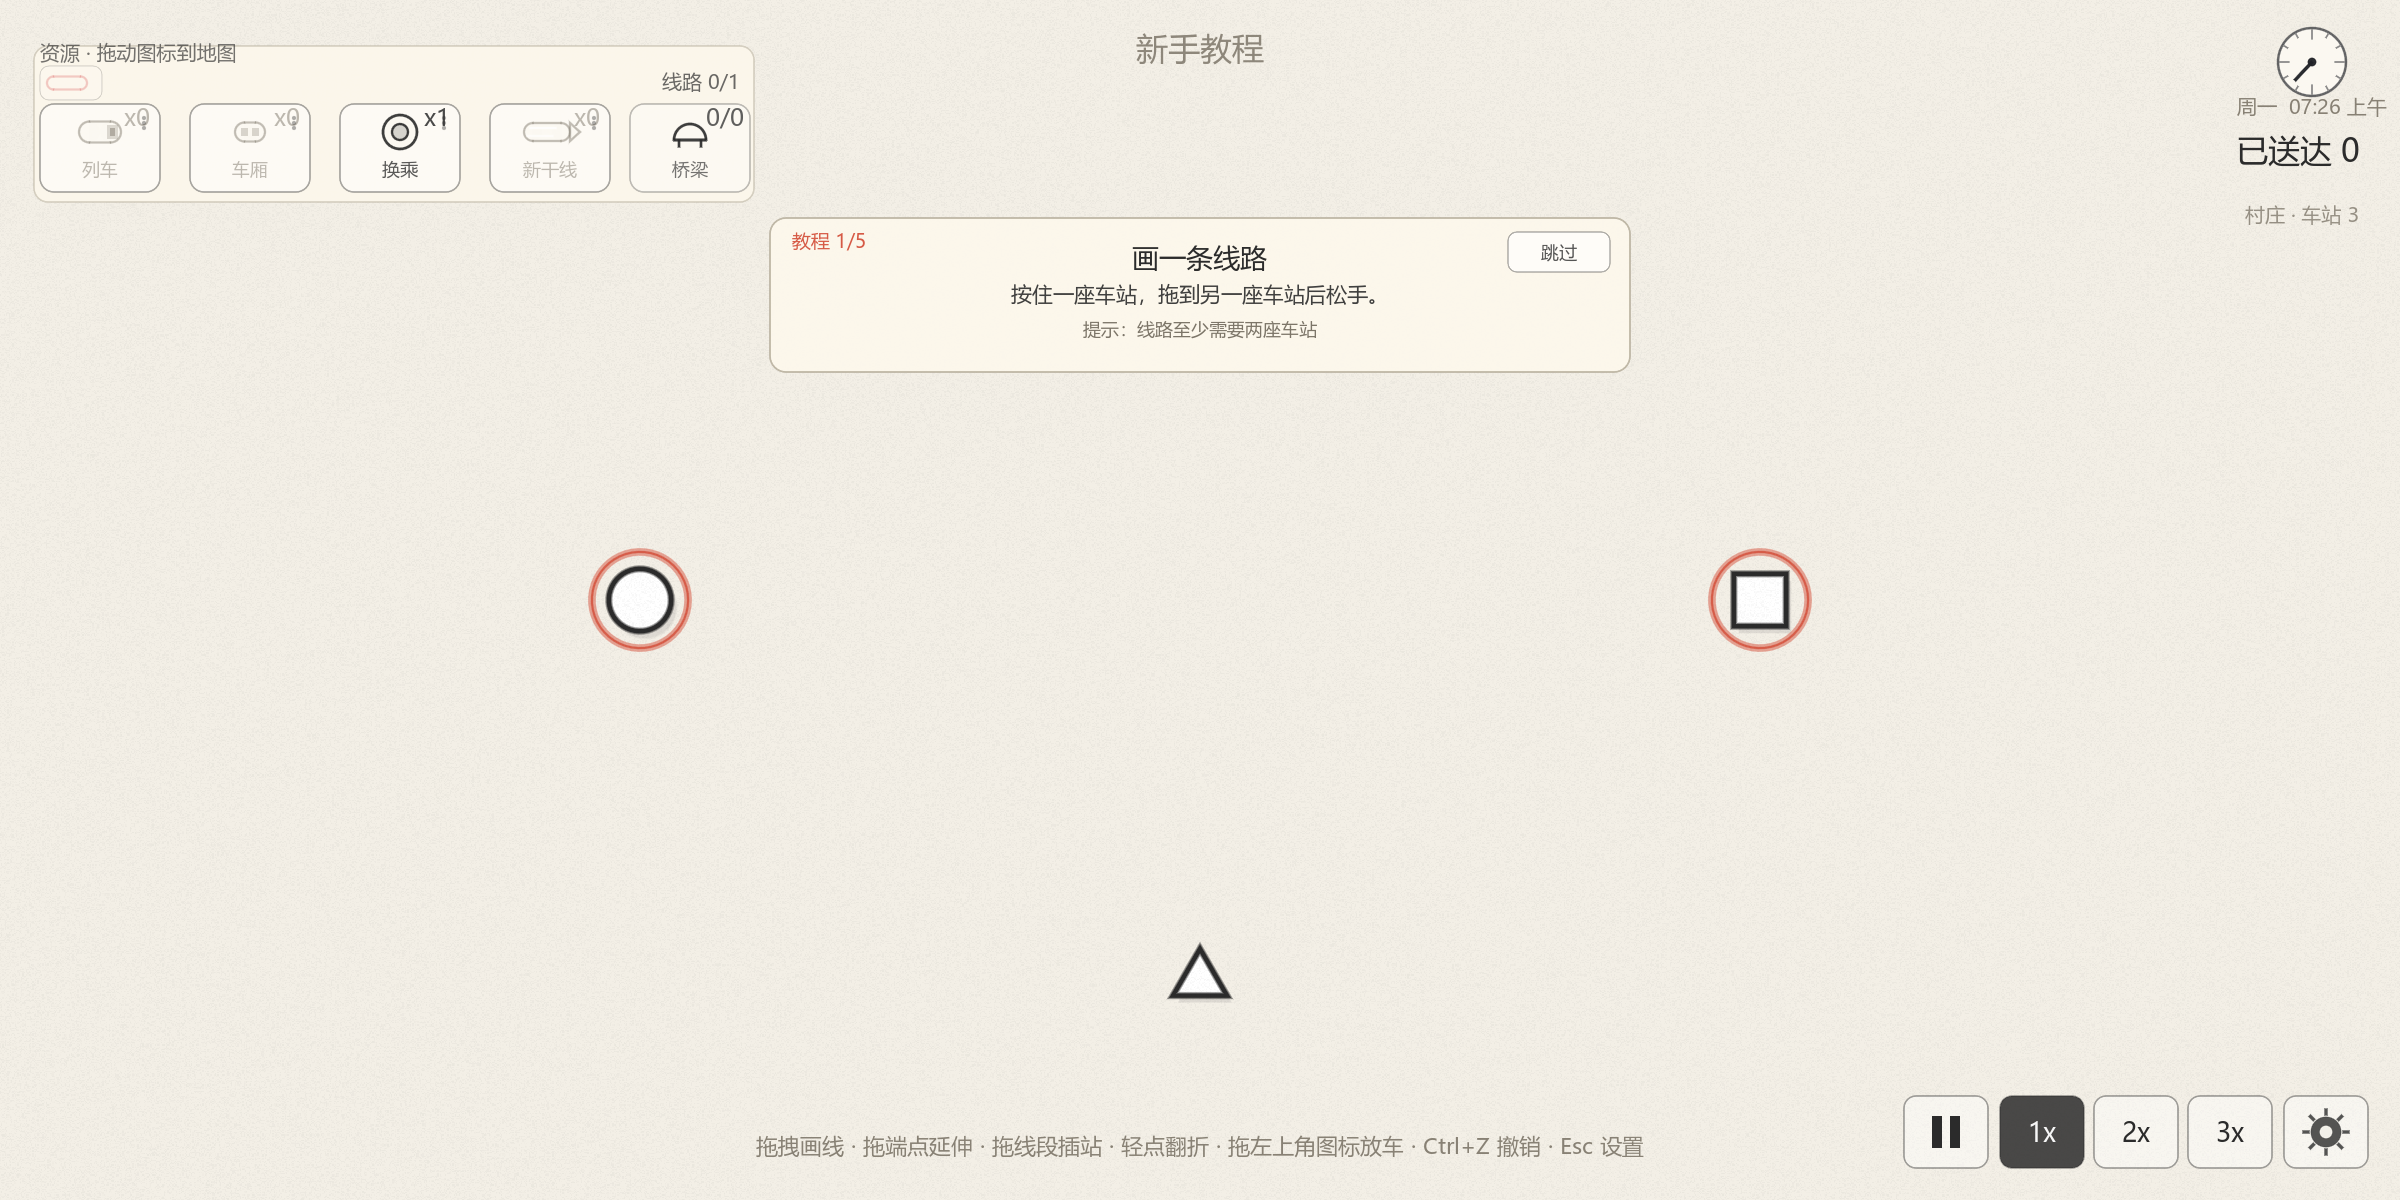 新手教程
资源 · 拖动图标到地图
线路 0/1
x0
列车
x0
车厢
x1
换乘
x0
新干线
0/0
桥梁
周一 07:26 上午
已送达 0
村庄 · 车站 3
教程 1/5
画一条线路
跳过
按住一座车站，拖到另一座车站后松手。
提示：线路至少需要两座车站
拖拽画线 · 拖端点延伸 · 拖线段插站 · 轻点翻折 · 拖左上角图标放车 · Ctrl+Z 撤销 · Esc 设置
1x
2x
3x